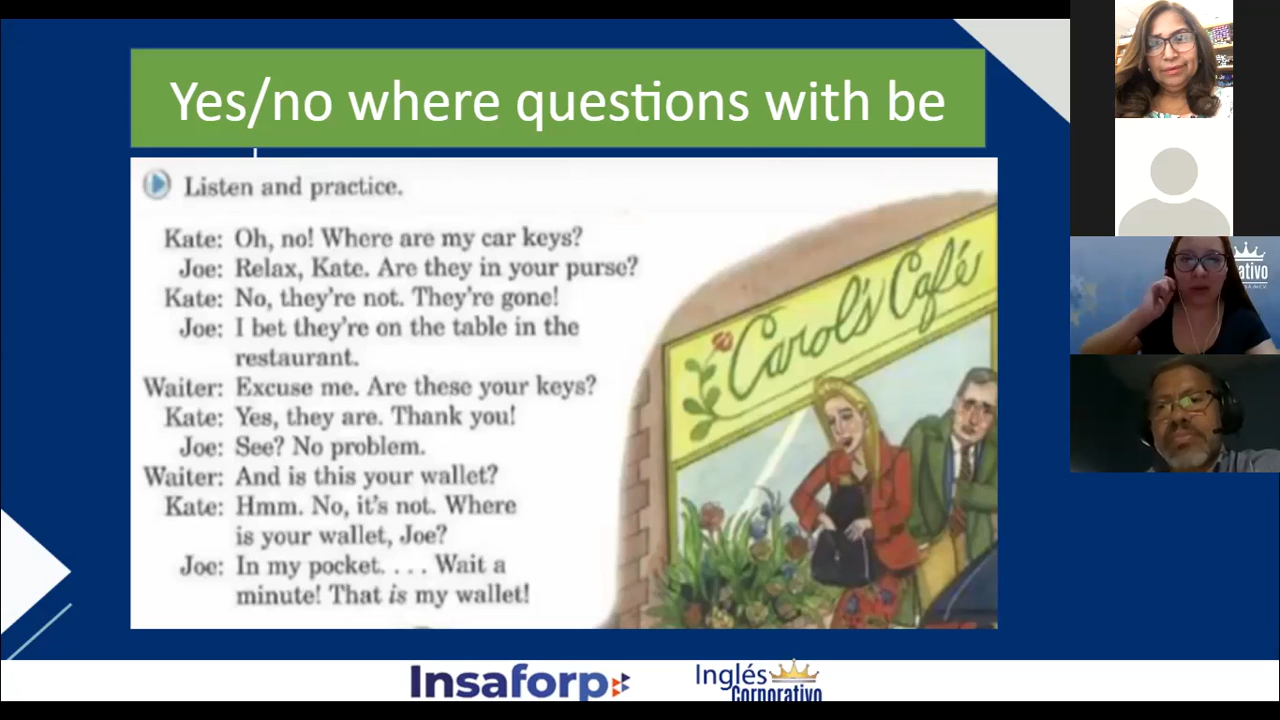 Yes/no where questions with be
Listen and practice.
Kate: Oh, no! Where are my car keys?
Joe: Relax, Kate. Are they in your purse?
Kate: No, they're not. They're gone!
Joe: I bet they're on the table in the
restaurant.
Waiter: Excuse me. Are these your keys?
Kate: Yes, they are. Thank you!
Joe: See? No problem.
Waiter: And is this your wallet?
Kate: Hmm. No, it's not. Where
is your wallet, Joe?
Joe: In my pocket. . . . Wait a
minute! That is my wallet!
Carol's Café
ativo
Insaforp
Inglés
Corporativo